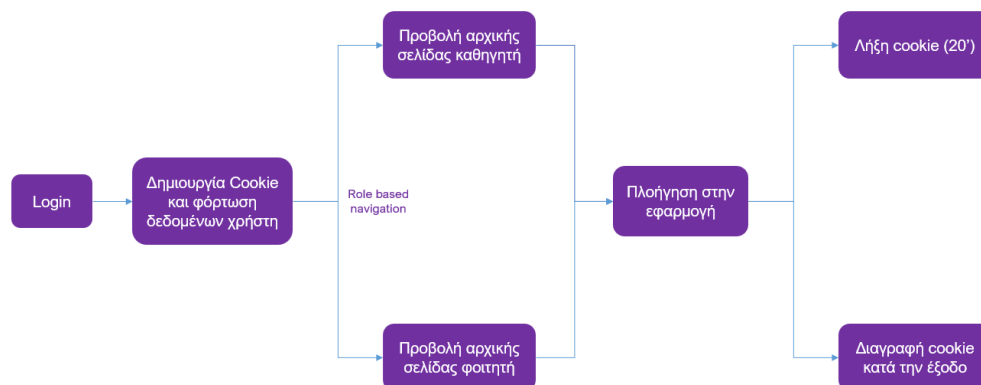 Login
Δημιουργία Cookie
και φόρτωση
δεδομένων χρήστη
Role based
navigation
Προβολή αρχικής
σελίδας καθηγητή
Προβολή αρχικής
σελίδας φοιτητή
Πλοήγηση στην
εφαρμογή
Λήξη cookie (20’)
Διαγραφή cookie
κατά την έξοδο